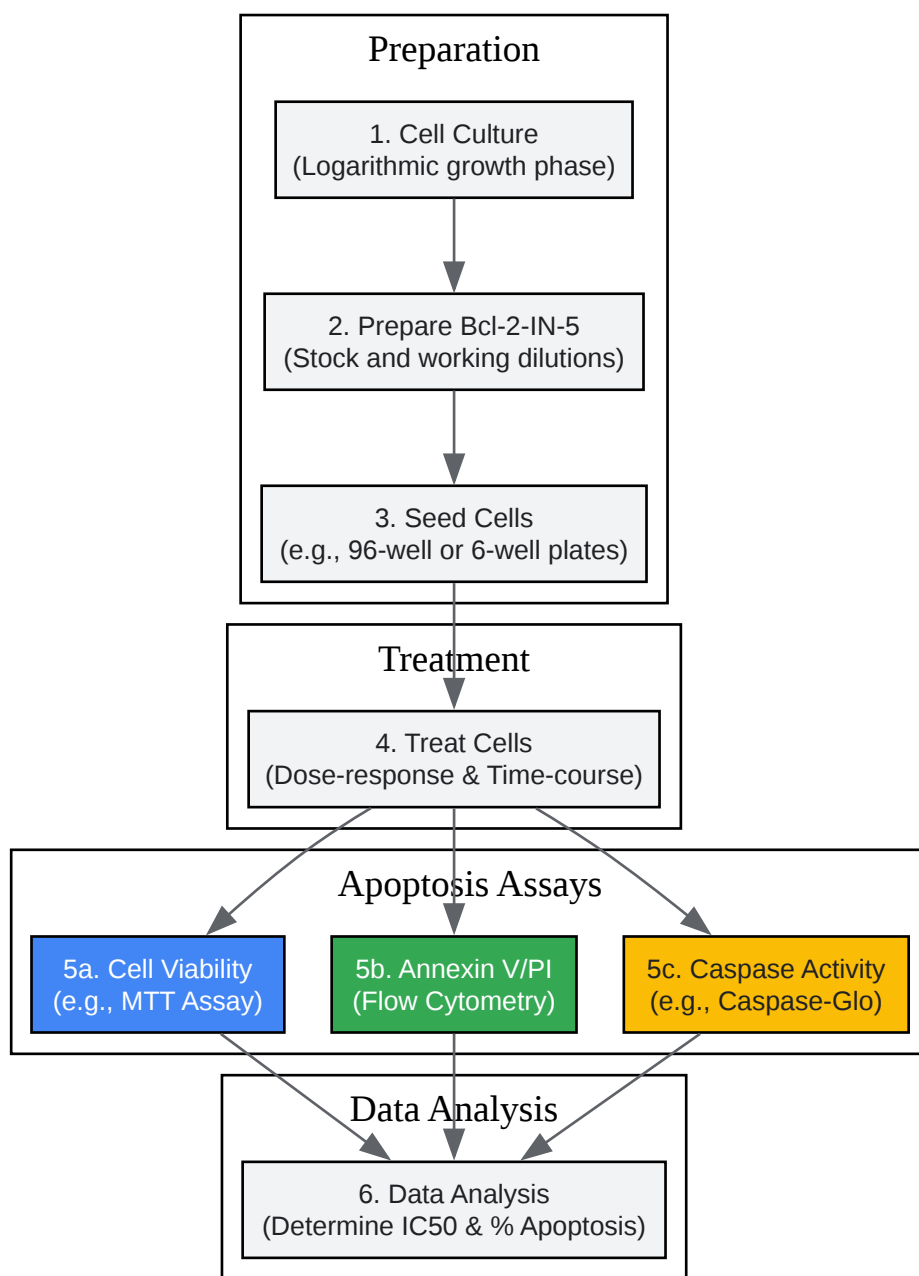 Preparation
1. Cell Culture
(Logarithmic growth phase)
2. Prepare Bcl-2-IN-5
(Stock and working dilutions)
3. Seed Cells
(e.g., 96-well or 6-well plates)
Treatment
4. Treat Cells
(Dose-response & Time-course)
Apoptosis Assays
5a. Cell Viability
(e.g., MTT Assay)
5b. Annexin V/PI
(Flow Cytometry)
5c. Caspase Activity
(e.g., Caspase-Glo)
Data Analysis
6. Data Analysis
(Determine IC50 & % Apoptosis)